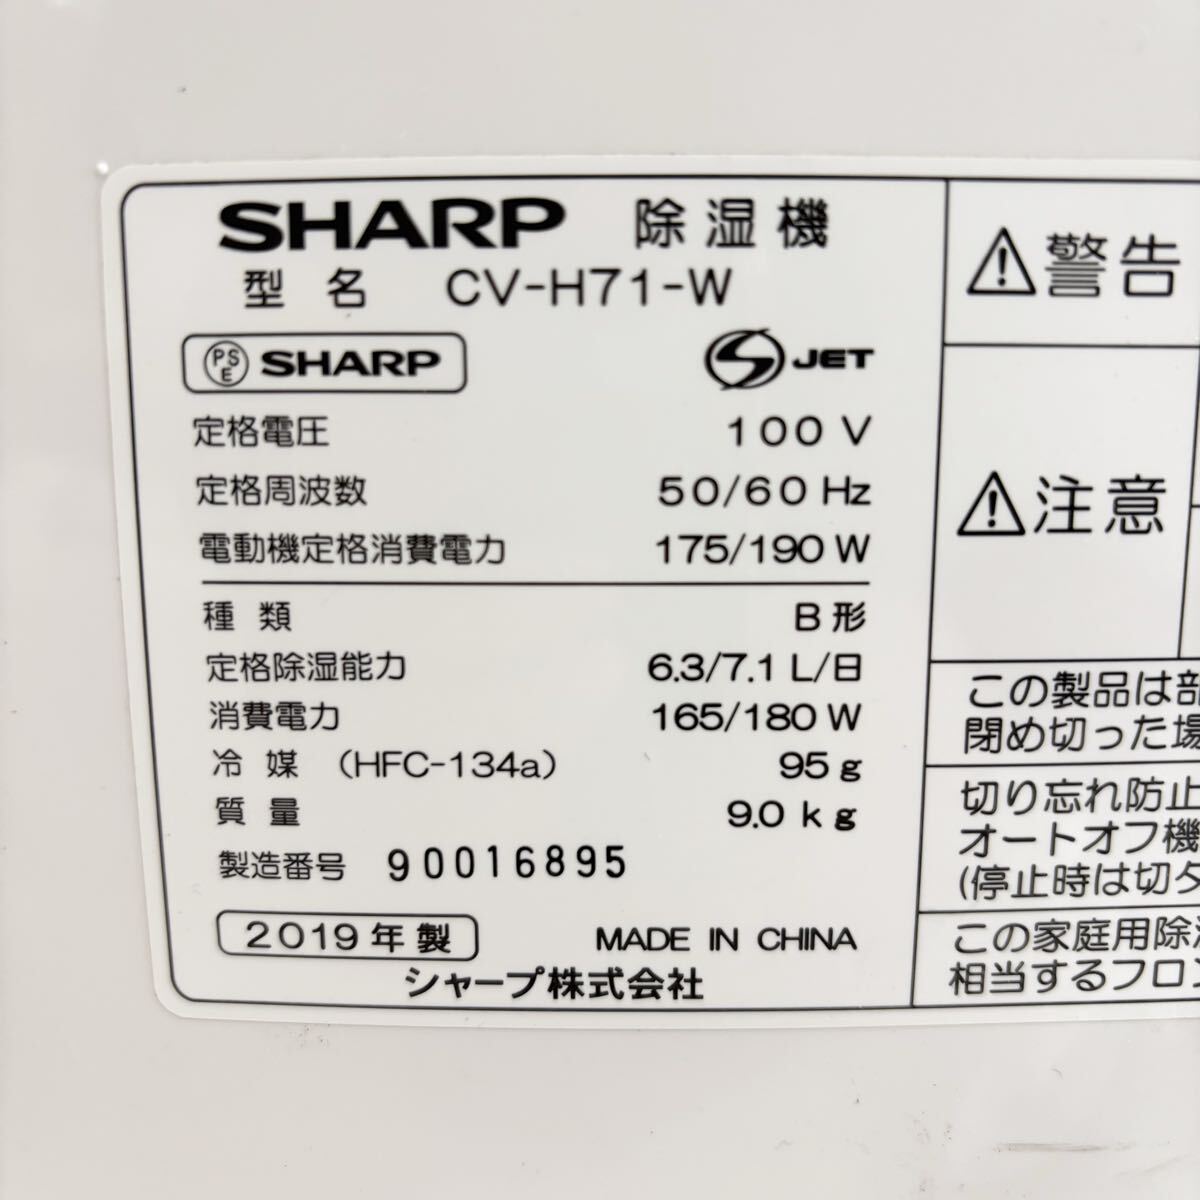 SHARP 除湿機
型名 CV-H71-W
PSE SHARP
S JET
定格電圧 100 V
定格周波数 50/60 Hz
電動機定格消費電力 175/190 W
種類 B形
定格除湿能力 6.3/7.1 L/日
消費電力 165/180 W
冷媒 (HFC-134a) 95 g
質量 9.0 kg
製造番号 90016895
2019年製 MADE IN CHINA
シャープ株式会社
警告
注意
この製品は部
閉め切った場
切り忘れ防止
オートオフ機
(停止時は切タ
この家庭用除湿
相当するフロン